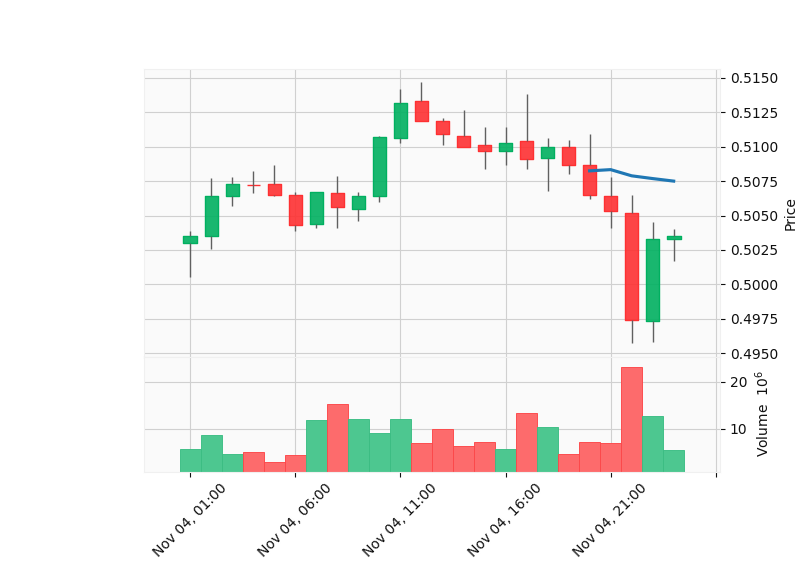 0.5150
0.5125
0.5100
0.5075
0.5050
0.5025
0.5000
0.4975
0.4950
Price
20
10
Volume 10^6
Nov 04, 01:00
Nov 04, 06:00
Nov 04, 11:00
Nov 04, 16:00
Nov 04, 21:00